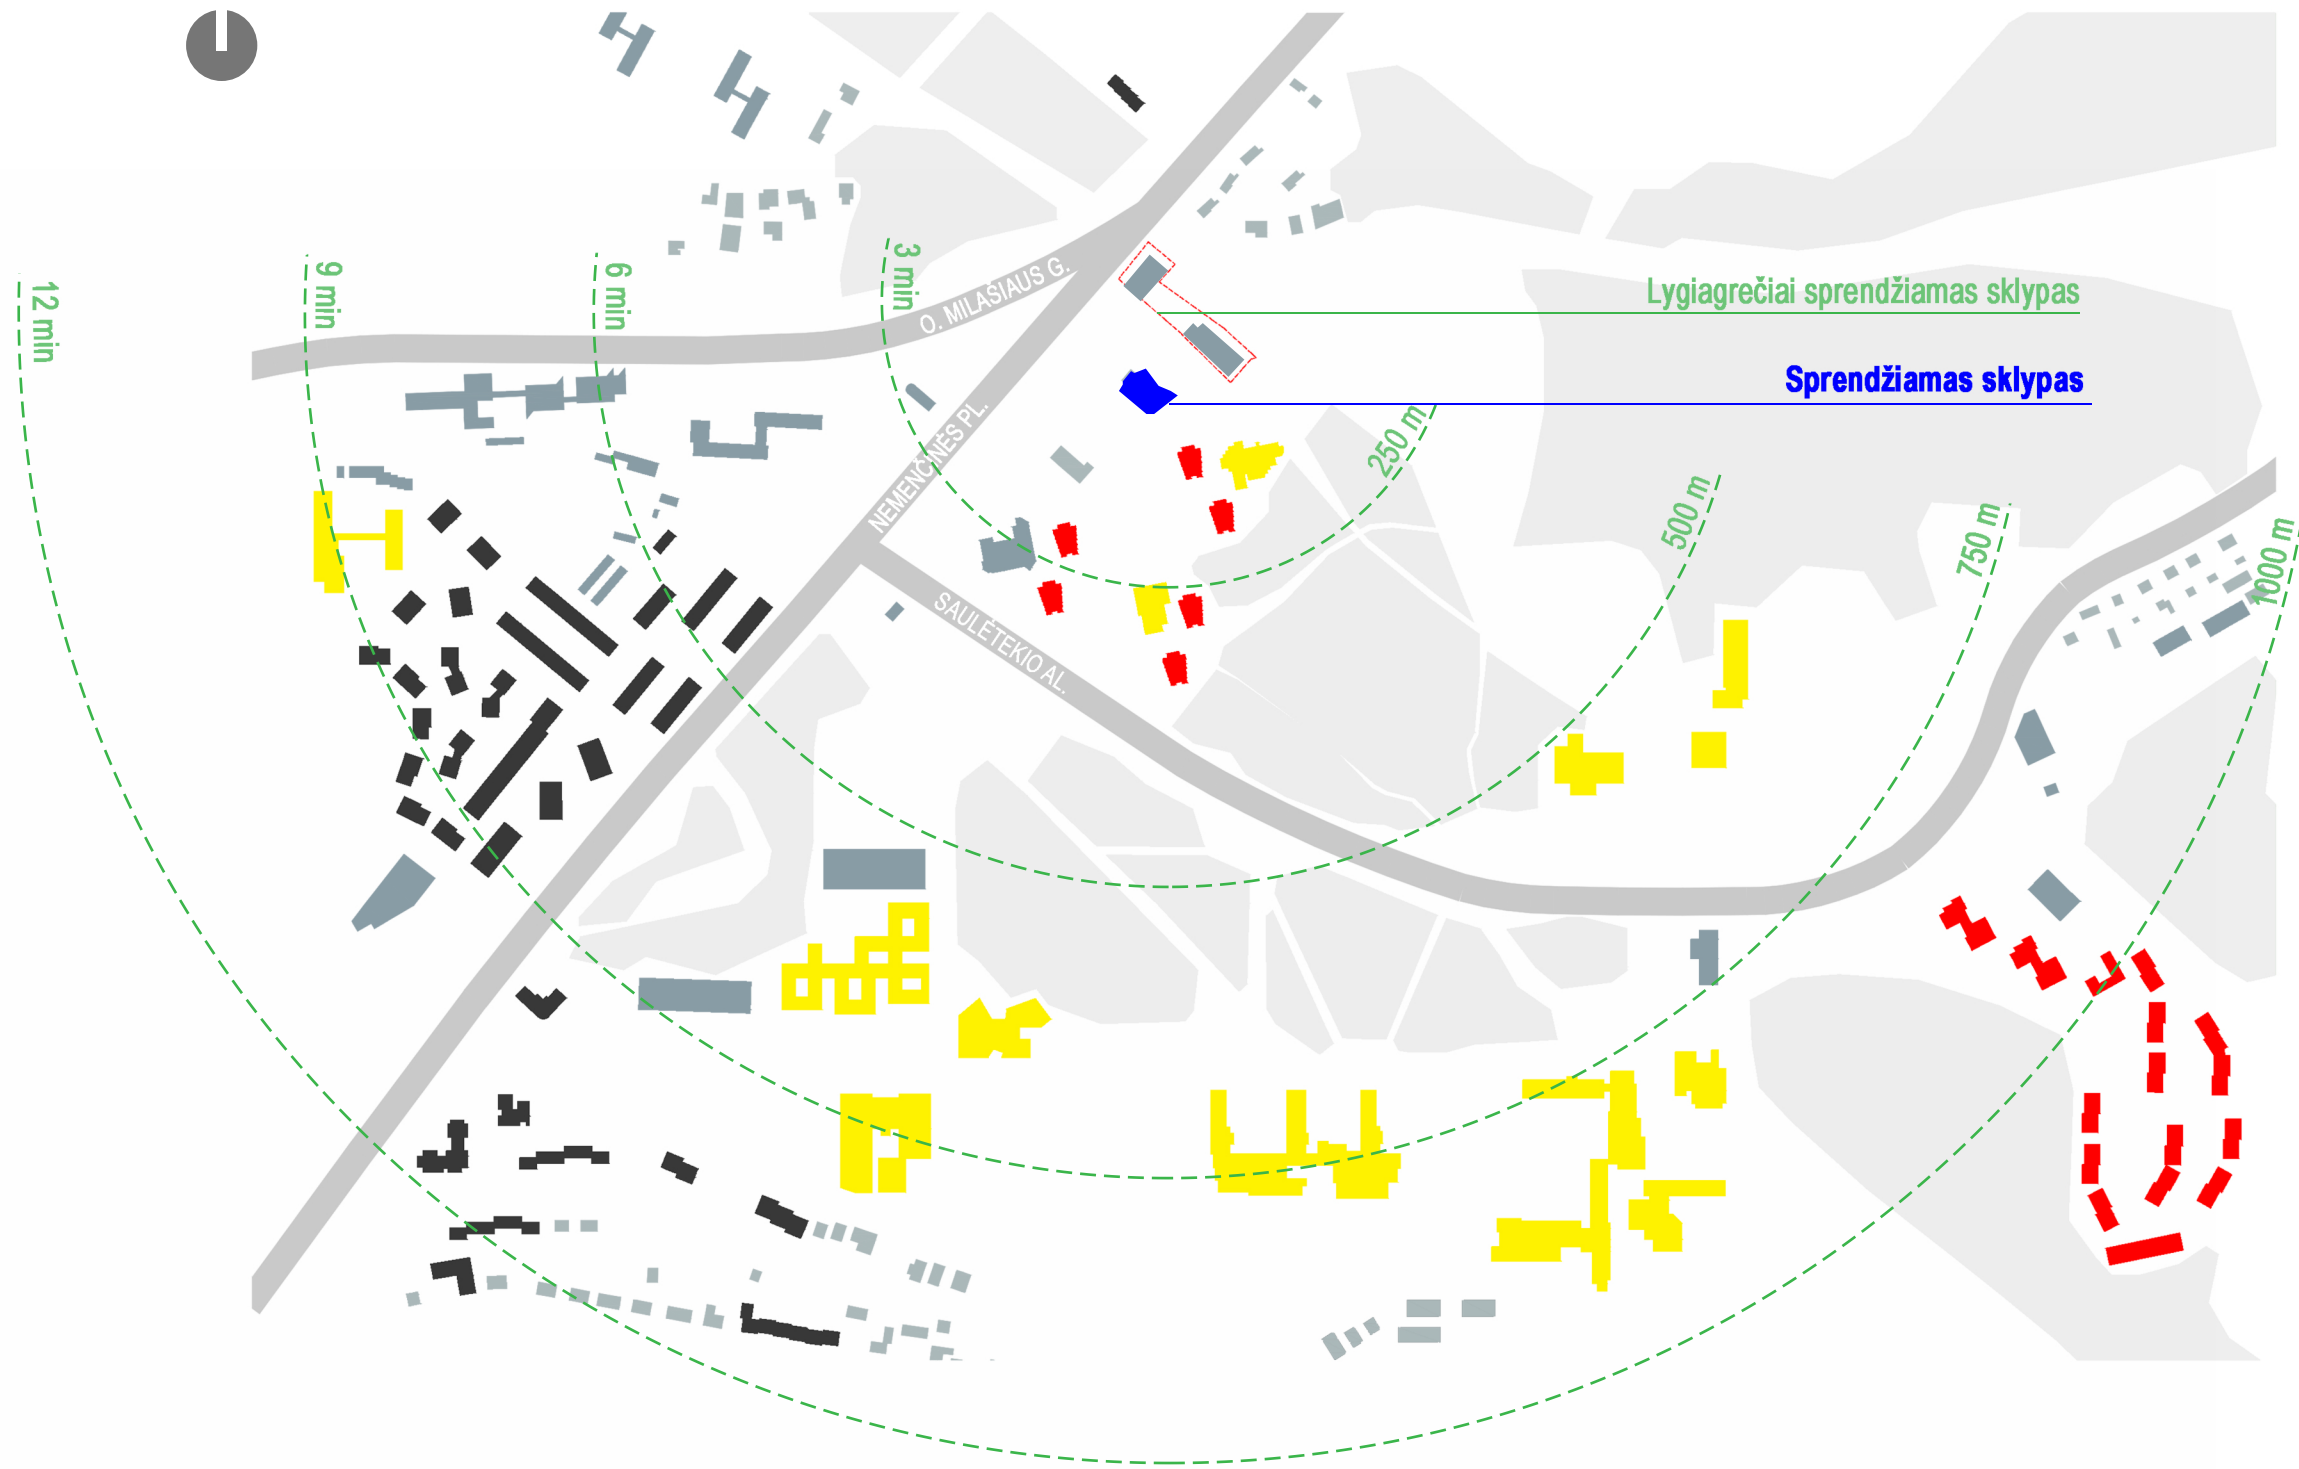 12 min
9 min
6 min
3 min
O. MILAŠIAUS G.
Lygiagrečiai sprendžiamas sklypas
Sprendžiamas sklypas
NEMENČINĖS PL.
250 m
500 m
750 m
1000 m
SAULĖTEKIO AL.